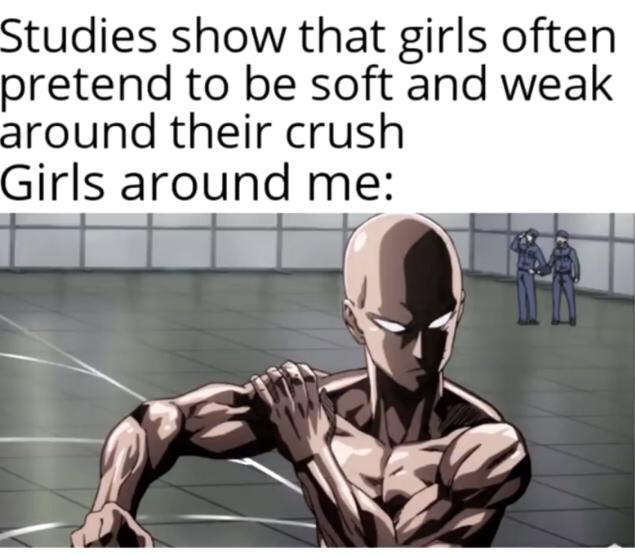 Studies show that girls often
pretend to be soft and weak
around their crush
Girls around me: